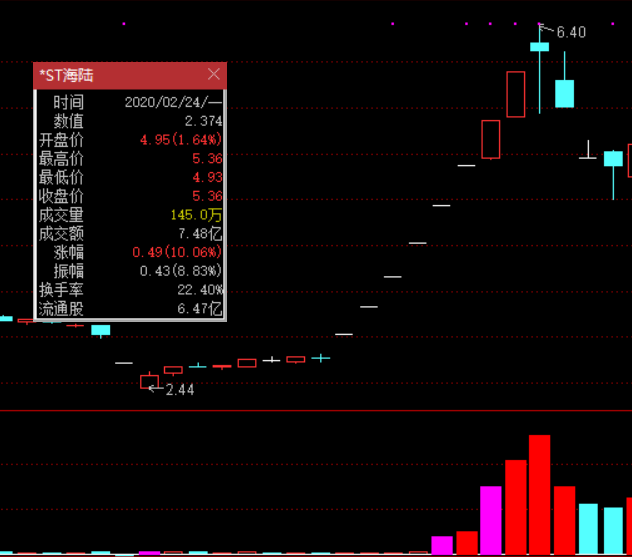 6.40
*ST海陆
时间 2020/02/24/一
数值 2.374
开盘价 4.95(1.64%)
最高价 5.36
最低价 4.93
收盘价 5.36
成交量 145.0万
成交额 7.48亿
涨幅 0.49(10.06%)
振幅 0.43(8.83%)
换手率 22.40%
流通股 6.47亿
2.44